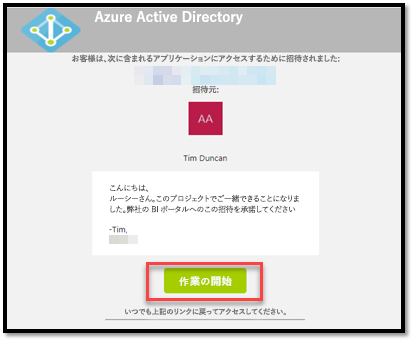 Azure Active Directory
お客様は、次に含まれるアプリケーションにアクセスするために招待されました:
招待元:
AA
Tim Duncan
こんにちは、
ルーシーさん。このプロジェクトでご一緒できることになりま
した。弊社の BI ポータルへのこの招待を承諾してください
-Tim,
作業の開始
いつでも上記のリンクに戻ってアクセスしてください。